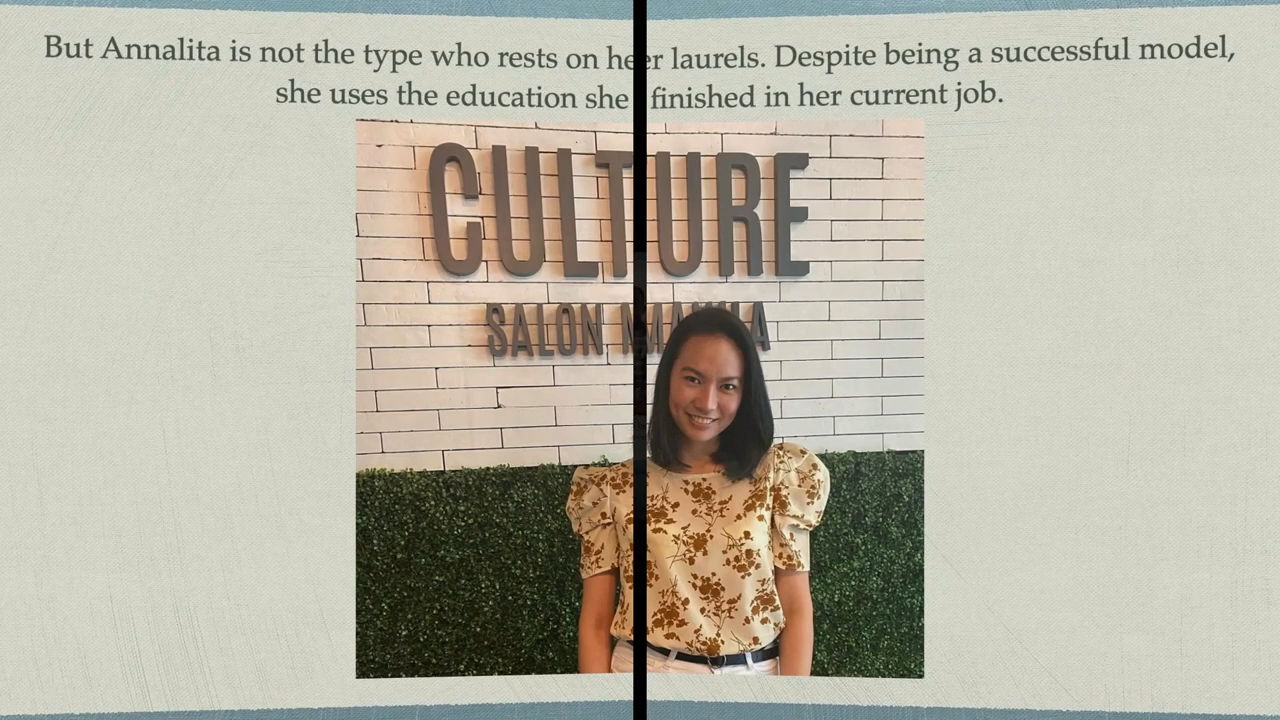 But Annalita is not the type who rests on her laurels. Despite being a successful model,
she uses the education she finished in her current job.
CULTURE
SALON MANILA